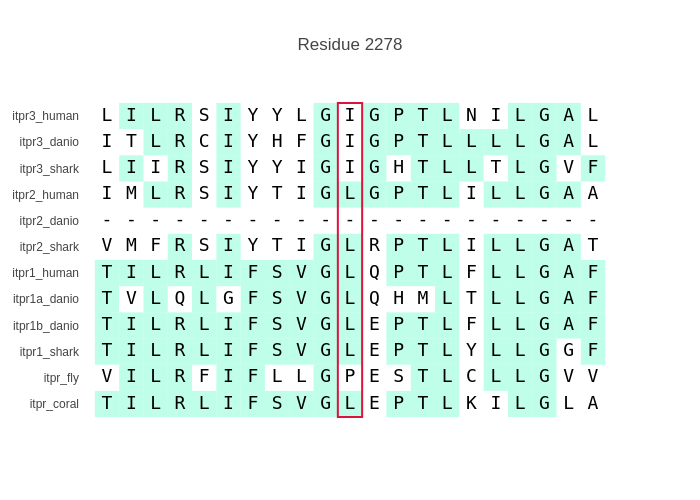 Residue 2278
itpr3_human L I L R S I Y Y L G I G P T L N I L G A L
itpr3_danio I T L R C I Y H F G I G P T L L L L G A L
itpr3_shark L I I R S I Y Y I G I G H T L L T L G V F
itpr2_human I M L R S I Y T I G L G P T L I L L G A A
itpr2_danio - - - - - - - - - - - - - - - - - - - - -
itpr2_shark V M F R S I Y T I G L R P T L I L L G A T
itpr1_human T I L R L I F S V G L Q P T L F L L G A F
itpr1a_danio T V L Q L G F S V G L Q H M L T L L G A F
itpr1b_danio T I L R L I F S V G L E P T L F L L G A F
itpr1_shark T I L R L I F S V G L E P T L Y L L G G F
itpr_fly V I L R F I F L L G P E S T L C L L G V V
itpr_coral T I L R L I F S V G L E P T L K I L G L A